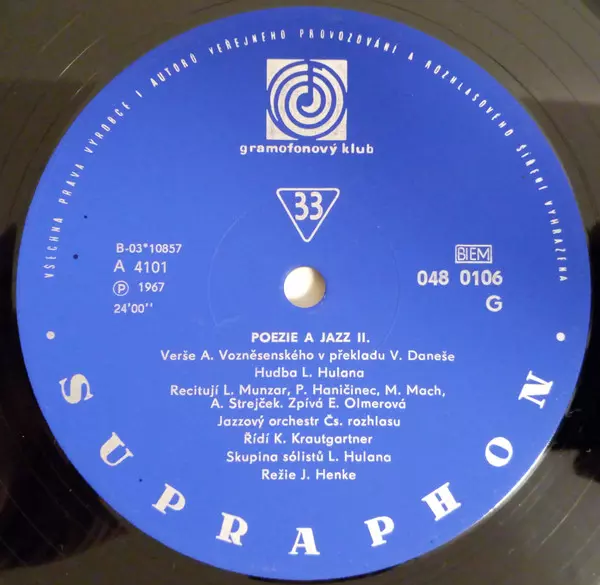 VŠECHNA PRÁVA VÝROBCE I AUTORŮ VEŘEJNÉHO PROVOZOVÁNÍ A ROZHLASOVÉHO ŠÍŘENÍ VYHRAŽENA
gramofonový klub
33
B-03*10857
A 4101
Ⓟ 1967
24'00''
BIEM
048 0106
G
POEZIE A JAZZ II.
Verše A. Vozněsenského v překladu V. Daneše
Hudba L. Hulana
Recitují L. Munzar, P. Haničinec, M. Mach,
A. Strejček. Zpívá E. Olmerová
Jazzový orchestr Čs. rozhlasu
Řídí K. Krautgartner
Skupina sólistů L. Hulana
Režie J. Henke
SUPRAPHON